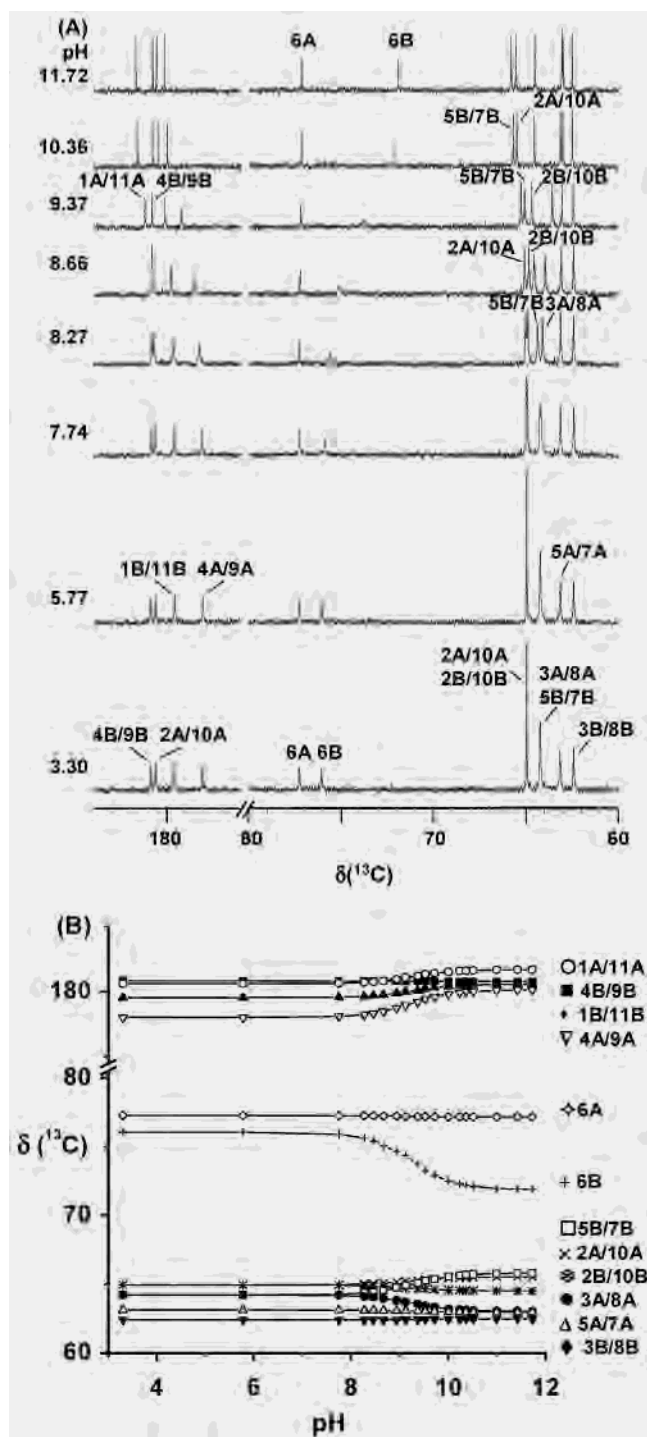 (A)
pH
11.72
6A 6B
2A/10A
5B/7B
10.36
1A/11A 4B/9B
5B/7B 2B/10B
9.37
2B/10B
2A/10A
8.66
5B/7B 3A/8A
8.27
7.74
1B/11B 4A/9A
5A/7A
5.77
2A/10A
2B/10B
3A/8A
5B/7B
4B/9B 2A/10A
3B/8B
6A 6B
3.30
180 80 70 60
δ(¹³C)
(B)
1A/11A
180
4B/9B
1B/11B
4A/9A
80
6A
δ (¹³C)
6B
70
5B/7B
2A/10A
2B/10B
3A/8A
5A/7A
3B/8B
60
4 6 8 10 12
pH